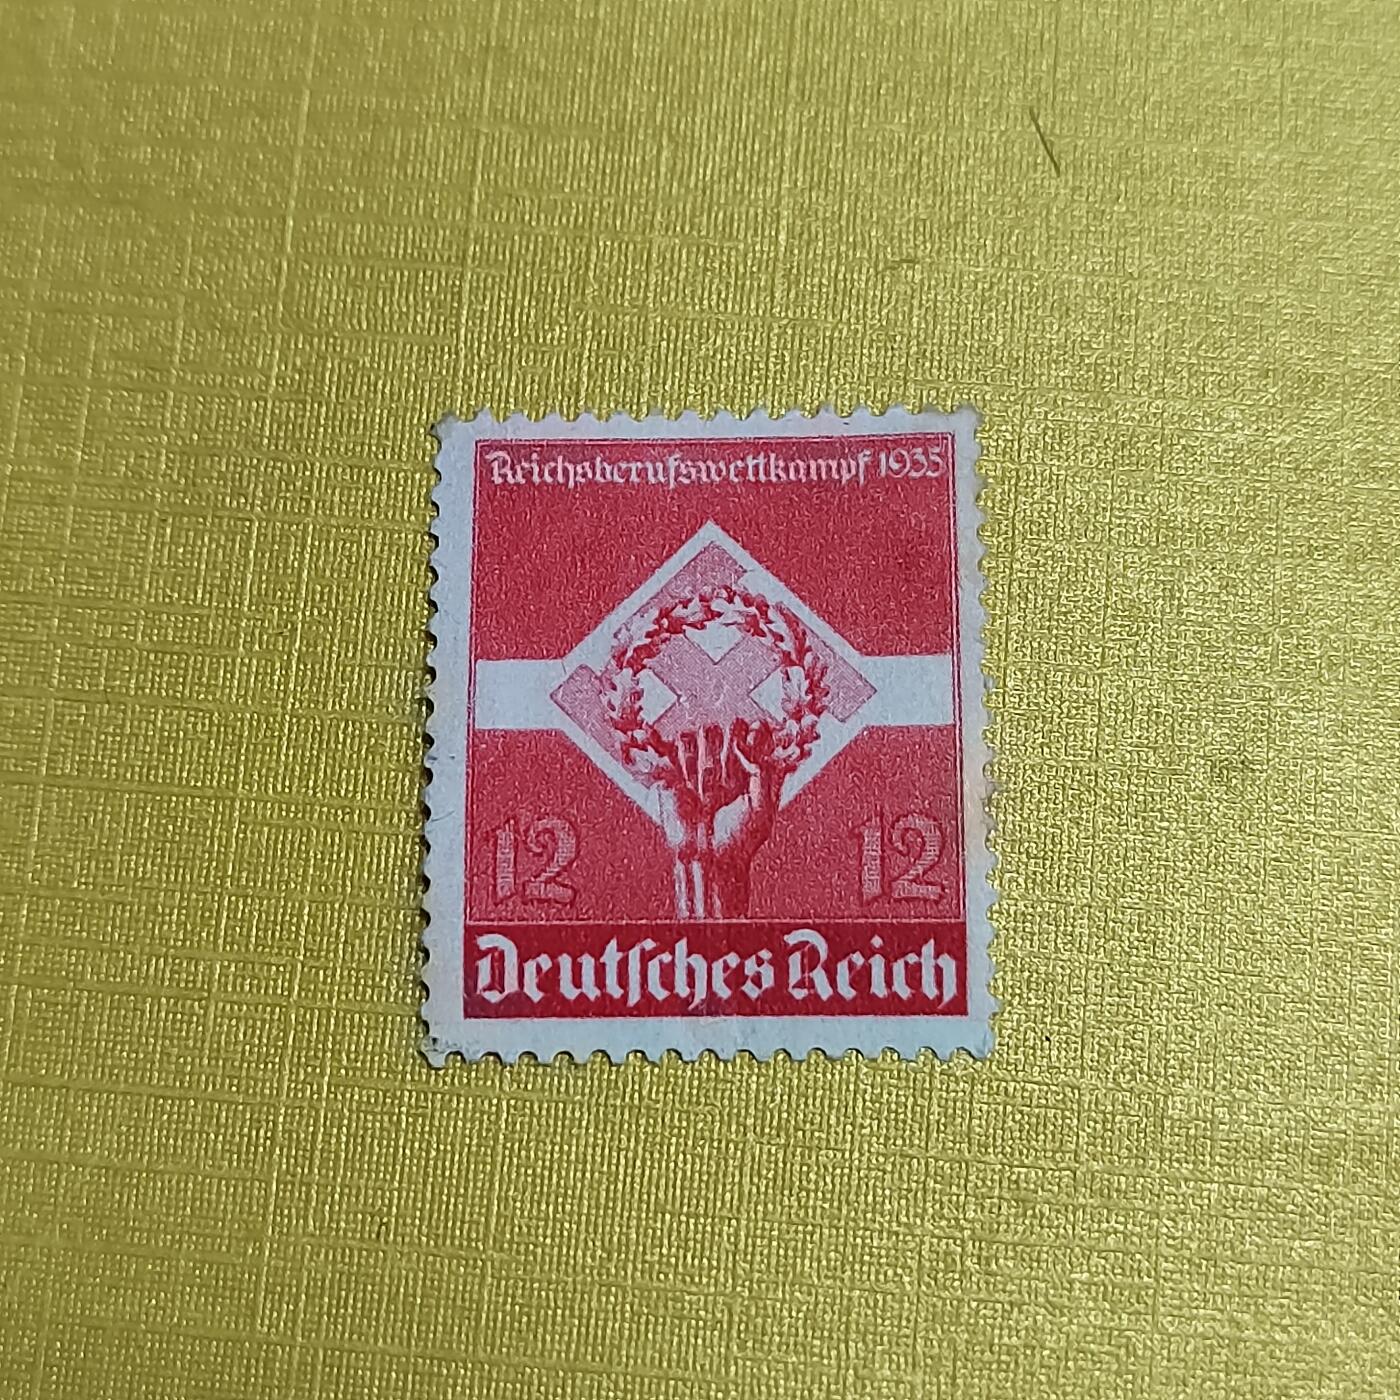 Reichsberufswettkampf 1935
12 12
Deutsches Reich